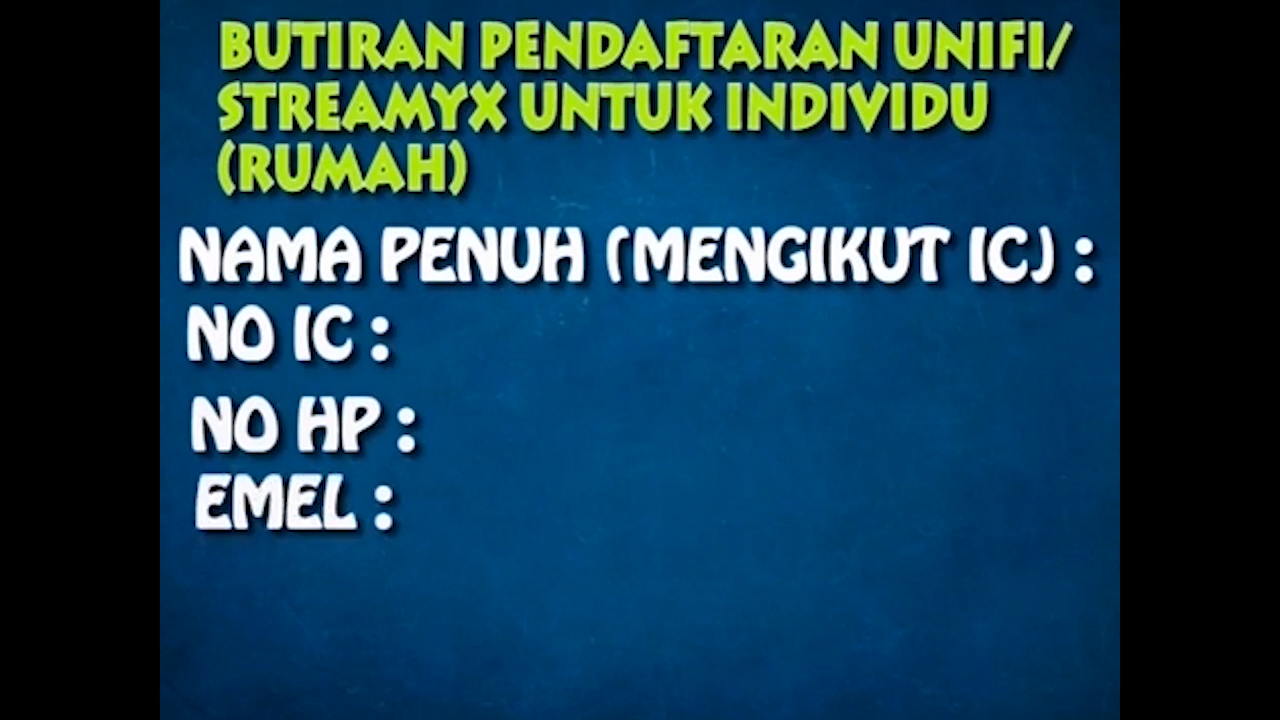 BUTIRAN PENDAFTARAN UNIFI/
STREAMYX UNTUK INDIVIDU
(RUMAH)
NAMA PENUH (MENGIKUT IC) :
NO IC :
NO HP :
EMEL :